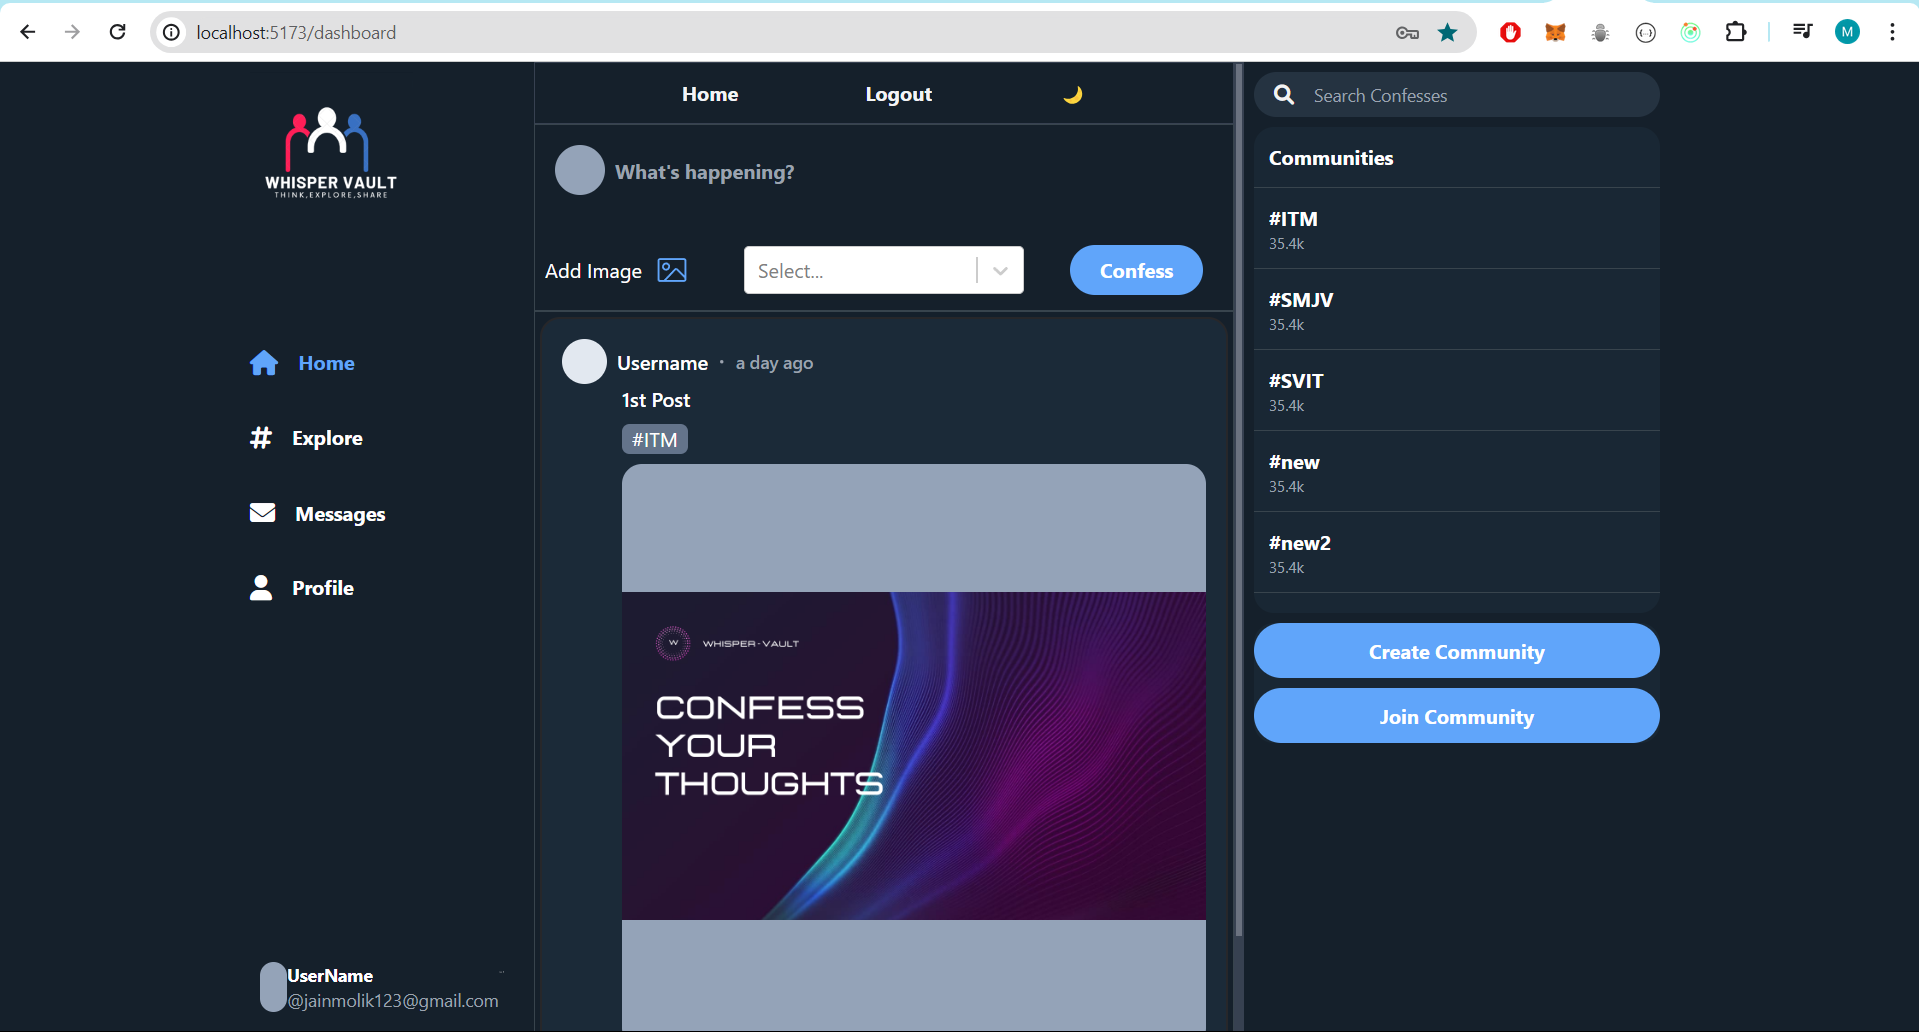 localhost:5173/dashboard
M
WHISPER VAULT
THINK,EXPLORE,SHARE
Home
Explore
Messages
Profile
UserName
@jainmolik123@gmail.com
Home Logout
What's happening?
Add Image Select... Confess
Username · a day ago
1st Post
#ITM
W WHISPER-VAULT
CONFESS
YOUR
THOUGHTS
Search Confesses
Communities
#ITM
35.4k
#SMJV
35.4k
#SVIT
35.4k
#new
35.4k
#new2
35.4k
Create Community
Join Community